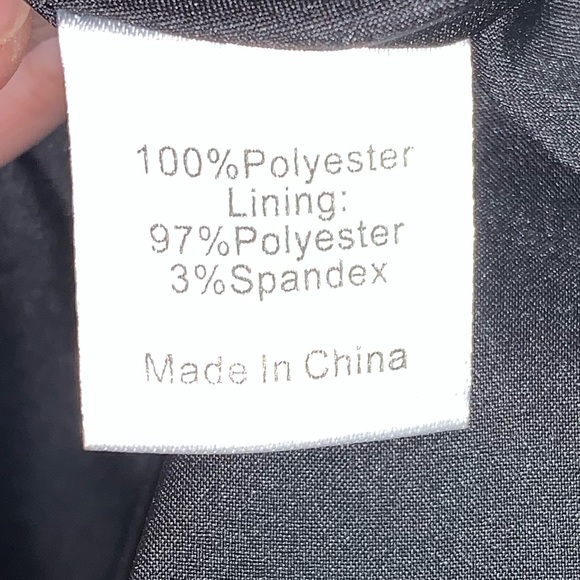 100%Polyester
Lining:
97%Polyester
3%Spandex
Made In China